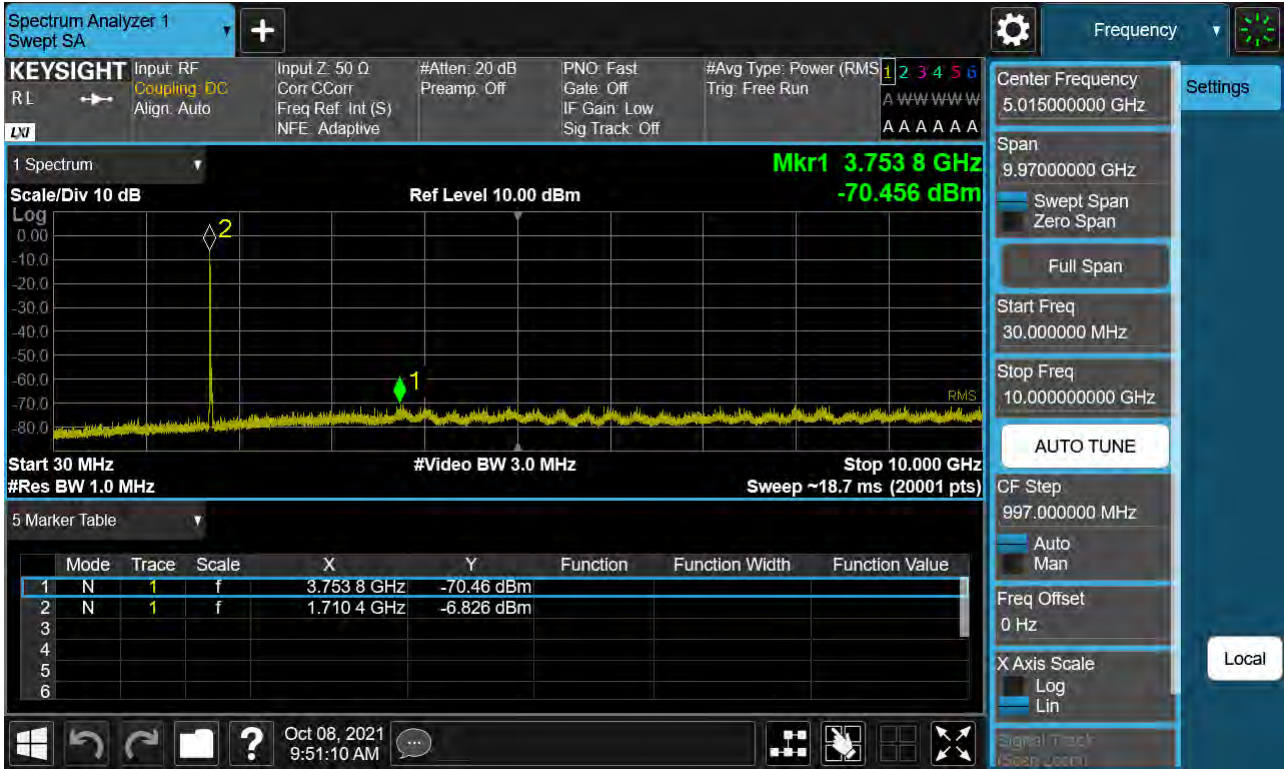 Spectrum Analyzer 1
Swept SA
+
Frequency
KEYSIGHT
RL
LXI
Input: RF
Coupling: DC
Align: Auto
Input Z: 50 Ω
Corr CCorr
Freq Ref: Int (S)
NFE: Adaptive
#Atten: 20 dB
Preamp: Off
PNO: Fast
Gate: Off
IF Gain: Low
Sig Track: Off
#Avg Type: Power (RMS
Trig: Free Run
1 2 3 4 5 6
A W W W W W
A A A A A A
1 Spectrum
Scale/Div 10 dB
Ref Level 10.00 dBm
Mkr1 3.753 8 GHz
-70.456 dBm
Log
0.00
-10.0
-20.0
-30.0
-40.0
-50.0
-60.0
-70.0
-80.0
2
1
RMS
Start 30 MHz
#Video BW 3.0 MHz
Stop 10.000 GHz
#Res BW 1.0 MHz
Sweep ~18.7 ms (20001 pts)
5 Marker Table
Mode Trace Scale X Y Function Function Width Function Value
1 N 1 f 3.753 8 GHz -70.46 dBm
2 N 1 f 1.710 4 GHz -6.826 dBm
3
4
5
6
Center Frequency
5.015000000 GHz
Settings
Span
9.97000000 GHz
Swept Span
Zero Span
Full Span
Start Freq
30.000000 MHz
Stop Freq
10.000000000 GHz
AUTO TUNE
CF Step
997.000000 MHz
Auto
Man
Freq Offset
0 Hz
X Axis Scale
Log
Lin
Local
Signal Track
(Span Zoom)
?
Oct 08, 2021
9:51:10 AM